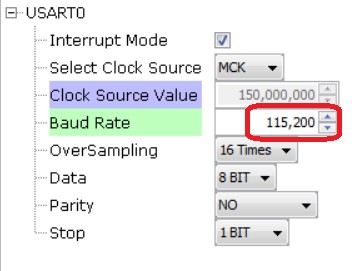 USART0
Interrupt Mode
Select Clock Source MCK
Clock Source Value 150,000,000
Baud Rate 115,200
OverSampling 16 Times
Data 8 BIT
Parity NO
Stop 1 BIT